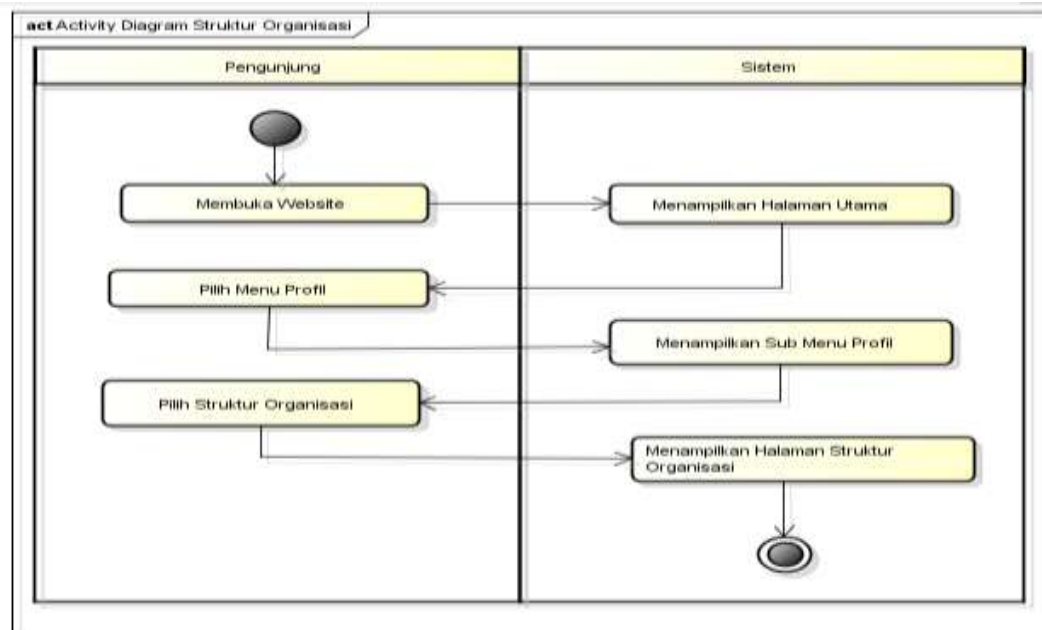 act Activity Diagram Struktur Organisasi
Pengunjung
Sistem
Membuka Website
Menampilkan Halaman Utama
Pilih Menu Profil
Menampilkan Sub Menu Profil
Pilih Struktur Organisasi
Menampilkan Halaman Struktur
Organisasi